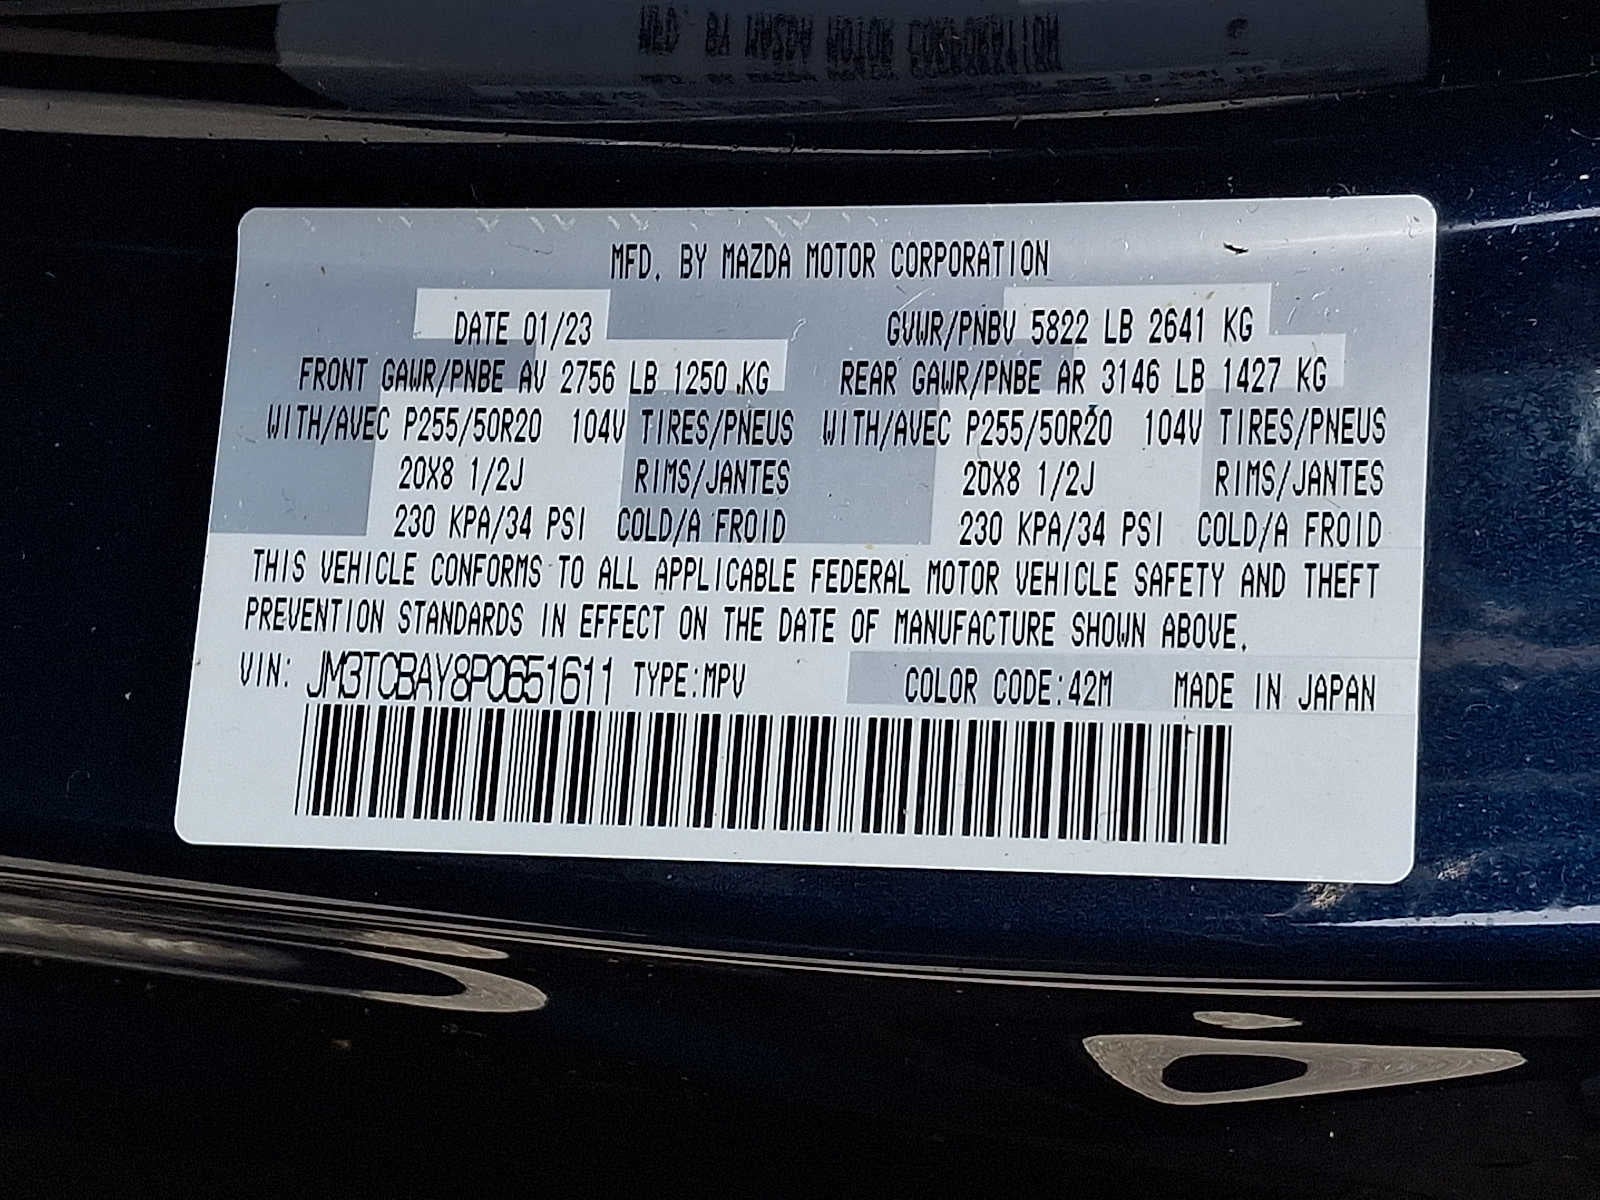 MFD. BY MAZDA MOTOR CORPORATION
DATE 01/23 GVWR/PNBV 5822 LB 2641 KG
FRONT GAWR/PNBE AV 2756 LB 1250 KG REAR GAWR/PNBE AR 3146 LB 1427 KG
WITH/AVEC P255/50R20 104V TIRES/PNEUS WITH/AVEC P255/50R20 104V TIRES/PNEUS
20X8 1/2J RIMS/JANTES 20X8 1/2J RIMS/JANTES
230 KPA/34 PSI COLD/A FROID 230 KPA/34 PSI COLD/A FROID
THIS VEHICLE CONFORMS TO ALL APPLICABLE FEDERAL MOTOR VEHICLE SAFETY AND THEFT
PREVENTION STANDARDS IN EFFECT ON THE DATE OF MANUFACTURE SHOWN ABOVE.
VIN: JM3TCBAY8P0651611 TYPE:MPV COLOR CODE:42M MADE IN JAPAN